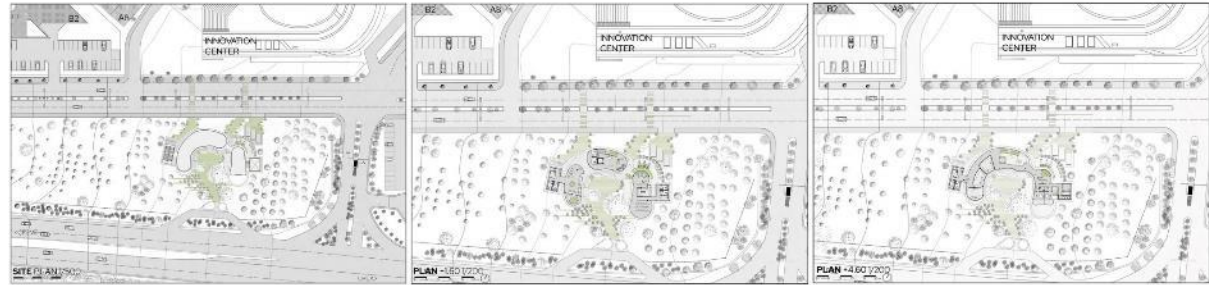 B2
A8
INNOVATION
CENTER
SITE PLAN 1/500
B2
A8
INNOVATION
CENTER
PLAN +1.50 1/200
B2
A8
INNOVATION
CENTER
PLAN +4.60 1/200